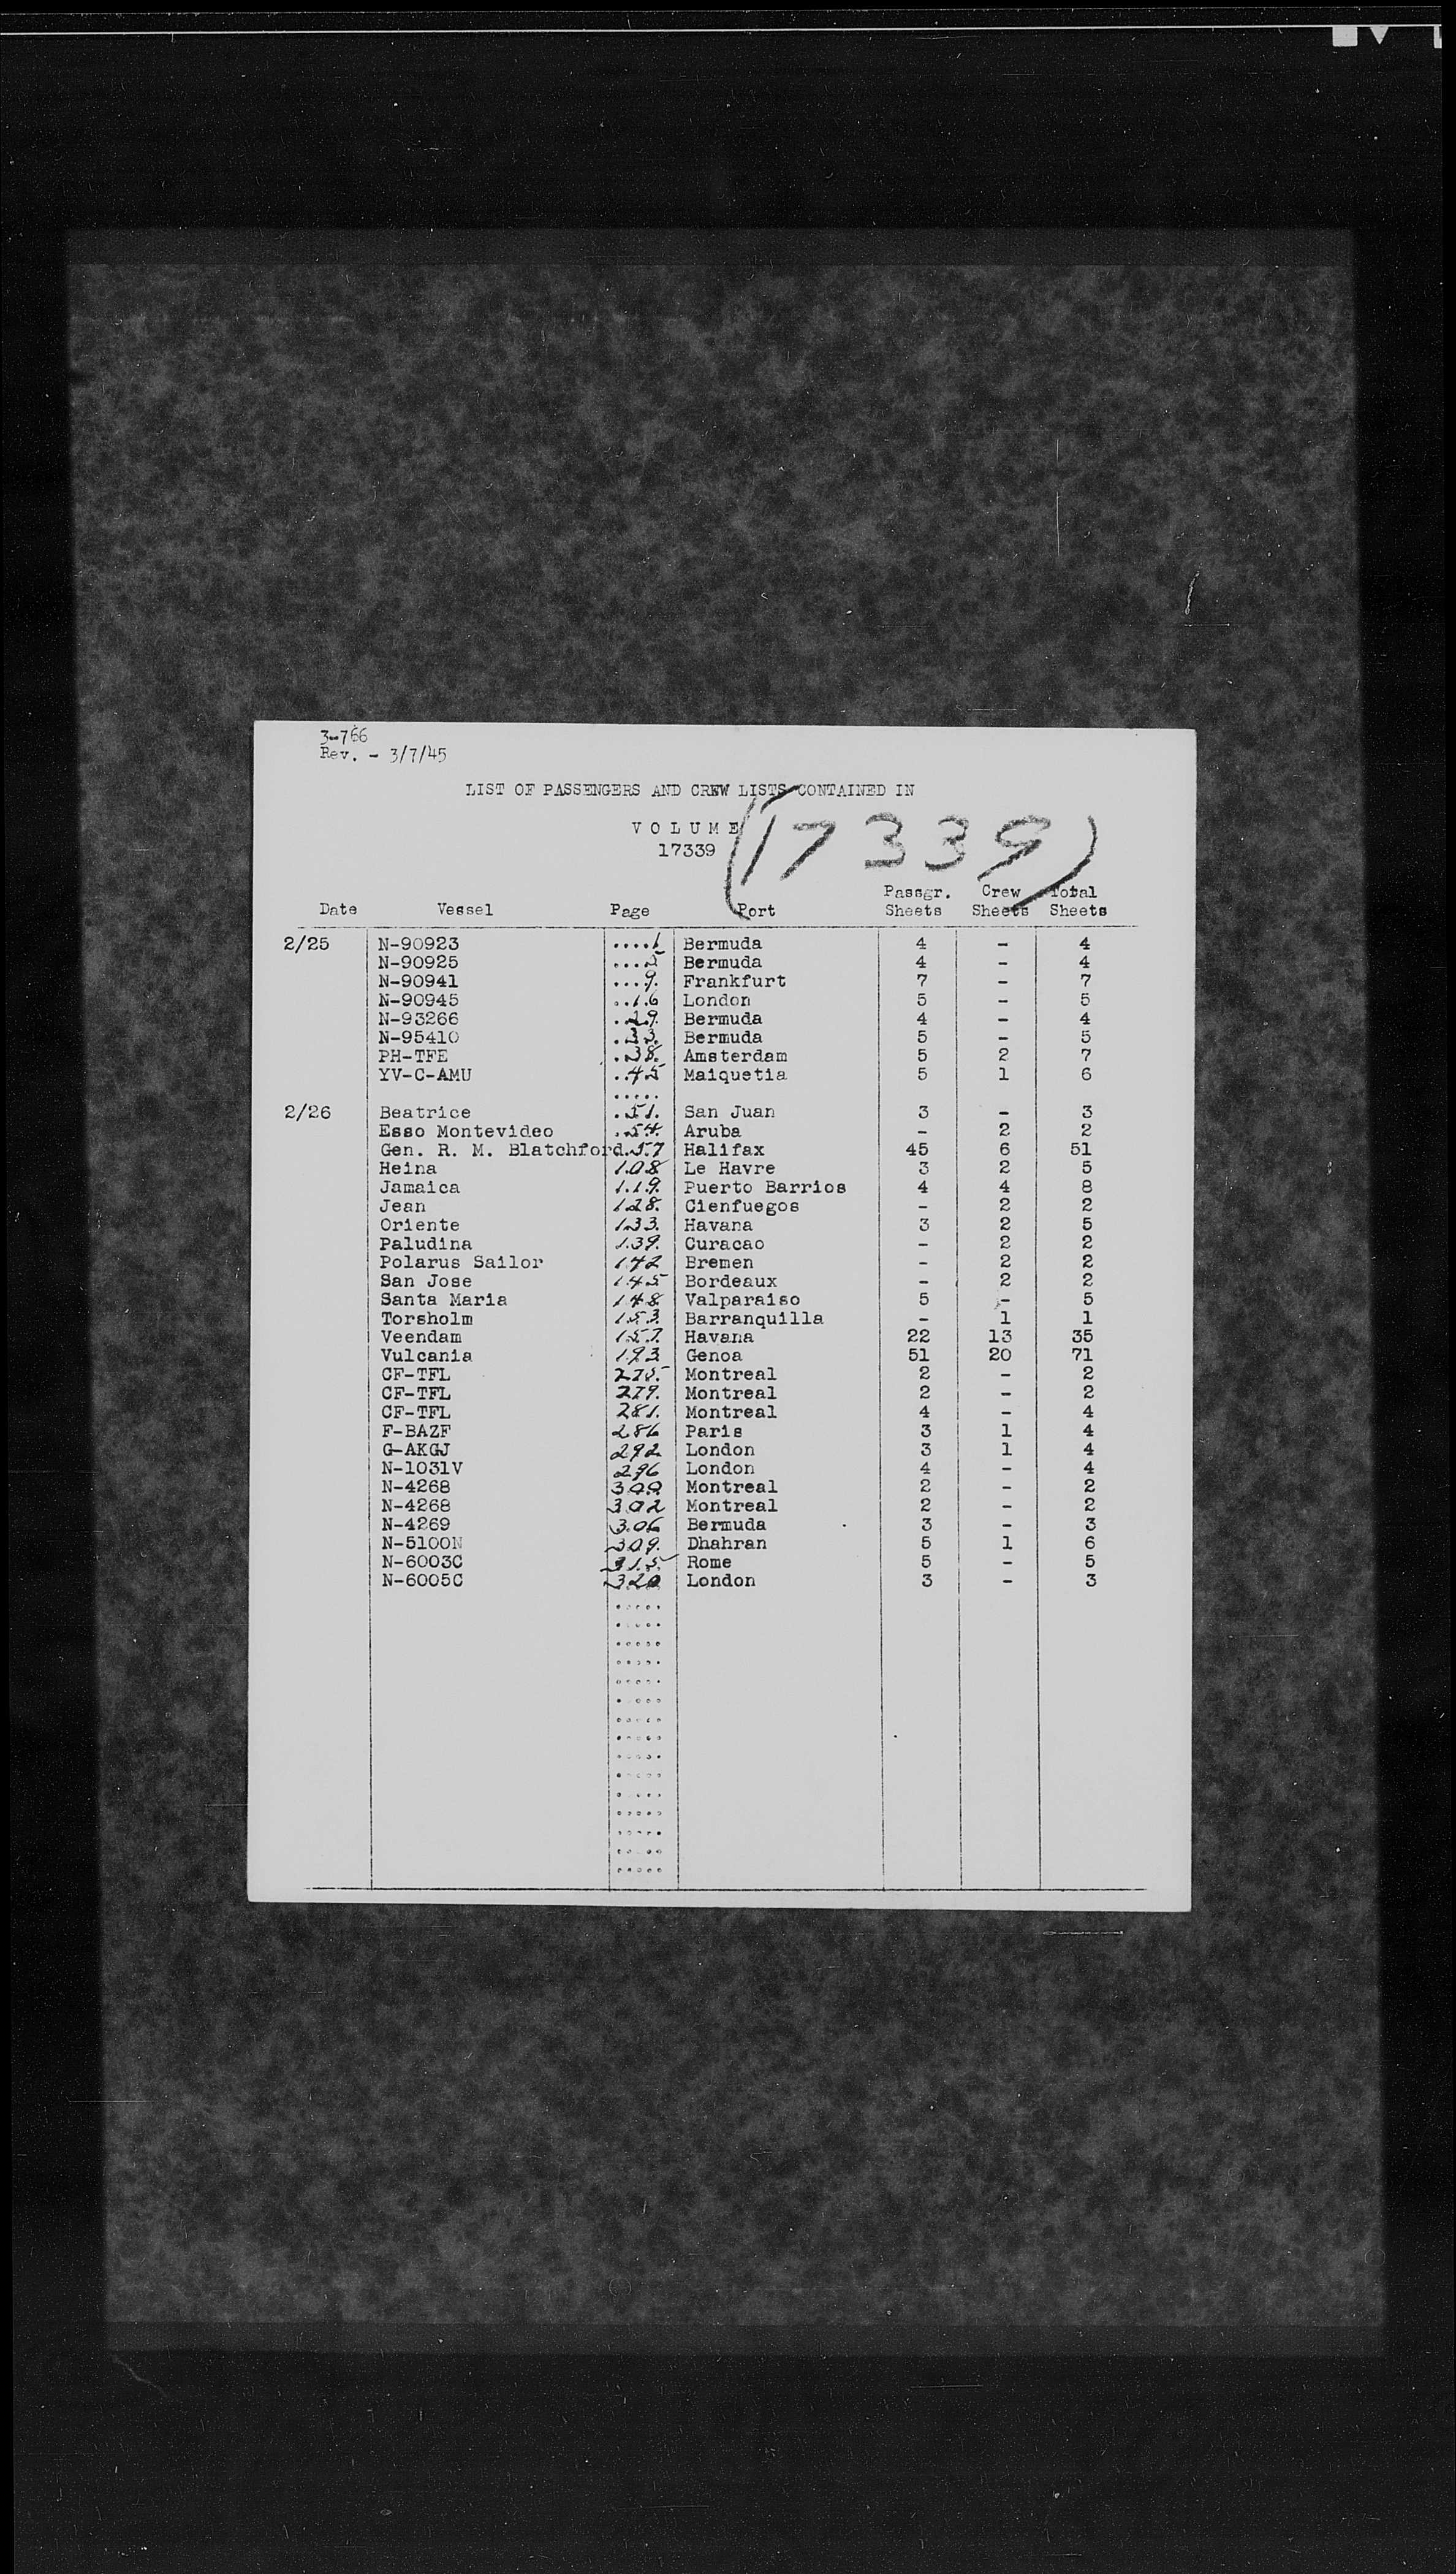 3-766
Rev. - 3/7/45
LIST OF PASSENGERS AND CREW LISTS CONTAINED IN
VOLUME (17339)
17339
Passgr. Crew Total
Date Vessel Page Port Sheets Sheets Sheets
2/25 N-90923 ....1 Bermuda 4 - 4
N-90925 ....5 Bermuda 4 - 4
N-90941 ...9. Frankfurt 7 - 7
N-90945 ..1.6 London 5 - 5
N-93266 ..29. Bermuda 4 - 4
N-95410 .33. Bermuda 5 - 5
PH-TFE .38. Amsterdam 5 2 7
YV-C-AMU ..45 Maiquetia 5 1 6
.....
2/26 Beatrice .51. San Juan 3 - 3
Esso Montevideo ..54. Aruba - 2 2
Gen. R. M. Blatchford.57 Halifax 45 6 51
Heina 108 Le Havre 3 2 5
Jamaica 1.1.9. Puerto Barrios 4 4 8
Jean 128. Cienfuegos - 2 2
Oriente 133. Havana 3 2 5
Paludina 139. Curacao - 2 2
Polarus Sailor 142 Bremen - 2 2
San Jose 145 Bordeaux - 2 2
Santa Maria 148 Valparaiso 5 - 5
Torsholm 153. Barranquilla - 1 1
Veendam 157. Havana 22 13 35
Vulcania 193 Genoa 51 20 71
CF-TFL 275. Montreal 2 - 2
CF-TFL 279. Montreal 2 - 2
CF-TFL 281. Montreal 4 - 4
F-BAZF 286 Paris 3 1 4
G-AKGJ 292 London 3 1 4
N-1031V 296 London 4 - 4
N-4268 300 Montreal 2 - 2
N-4268 302 Montreal 2 - 2
N-4269 306 Bermuda 3 - 3
N-5100N 309. Dhahran 5 1 6
N-6003C 315 Rome 5 - 5
N-6005C 320 London 3 - 3